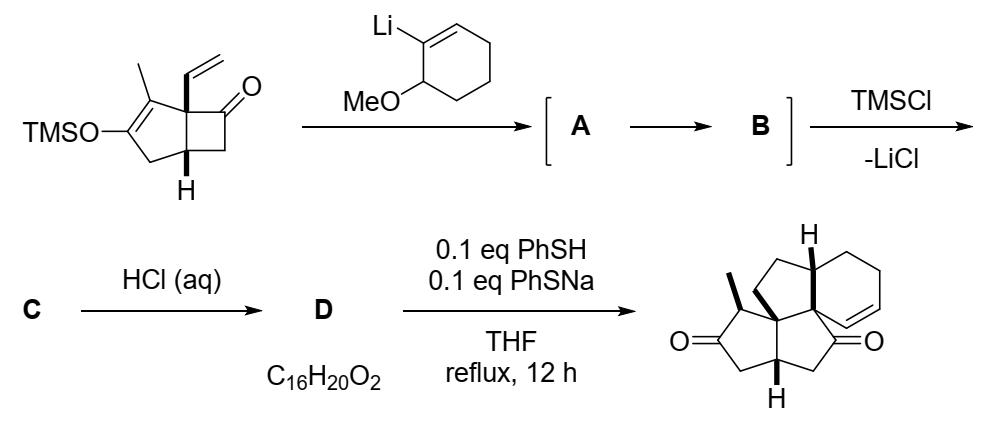 Li
O
MeO
TMSO
H
A
B
TMSCl
-LiCl
C
HCl (aq)
D
C₁₆H₂₀O₂
0.1 eq PhSH
0.1 eq PhSNa
THF
reflux, 12 h
H
O
O
H